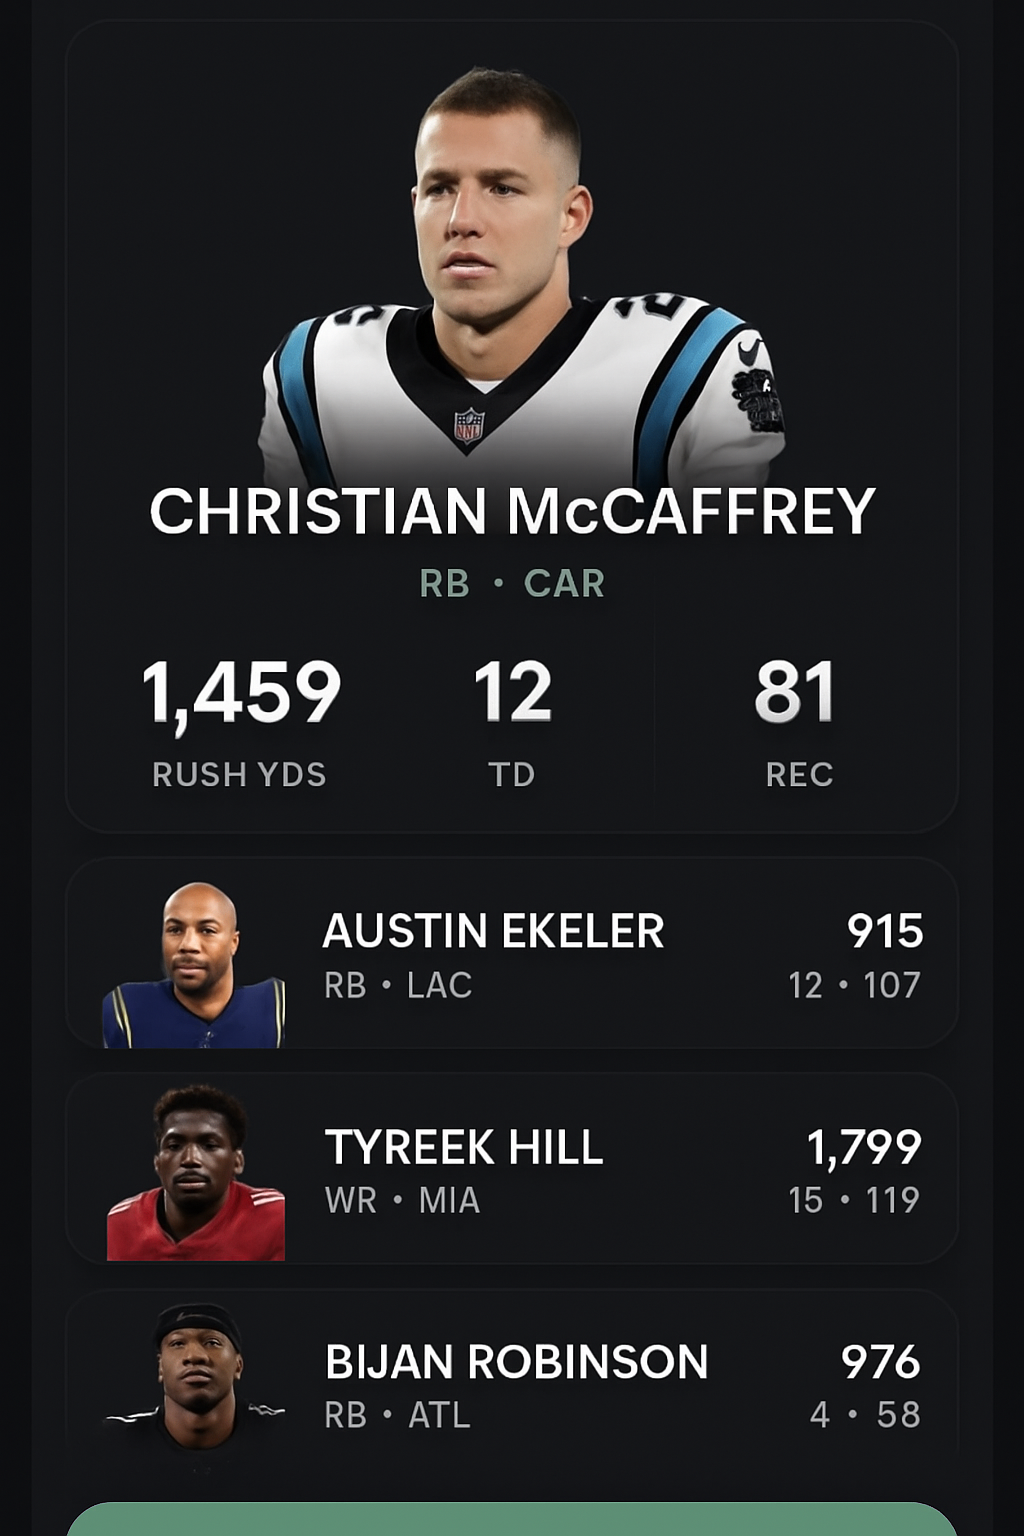 CHRISTIAN McCAFFREY
RB • CAR
1,459 12 81
RUSH YDS TD REC
AUSTIN EKELER 915
RB • LAC 12 • 107
TYREEK HILL 1,799
WR • MIA 15 • 119
BIJAN ROBINSON 976
RB • ATL 4 • 58